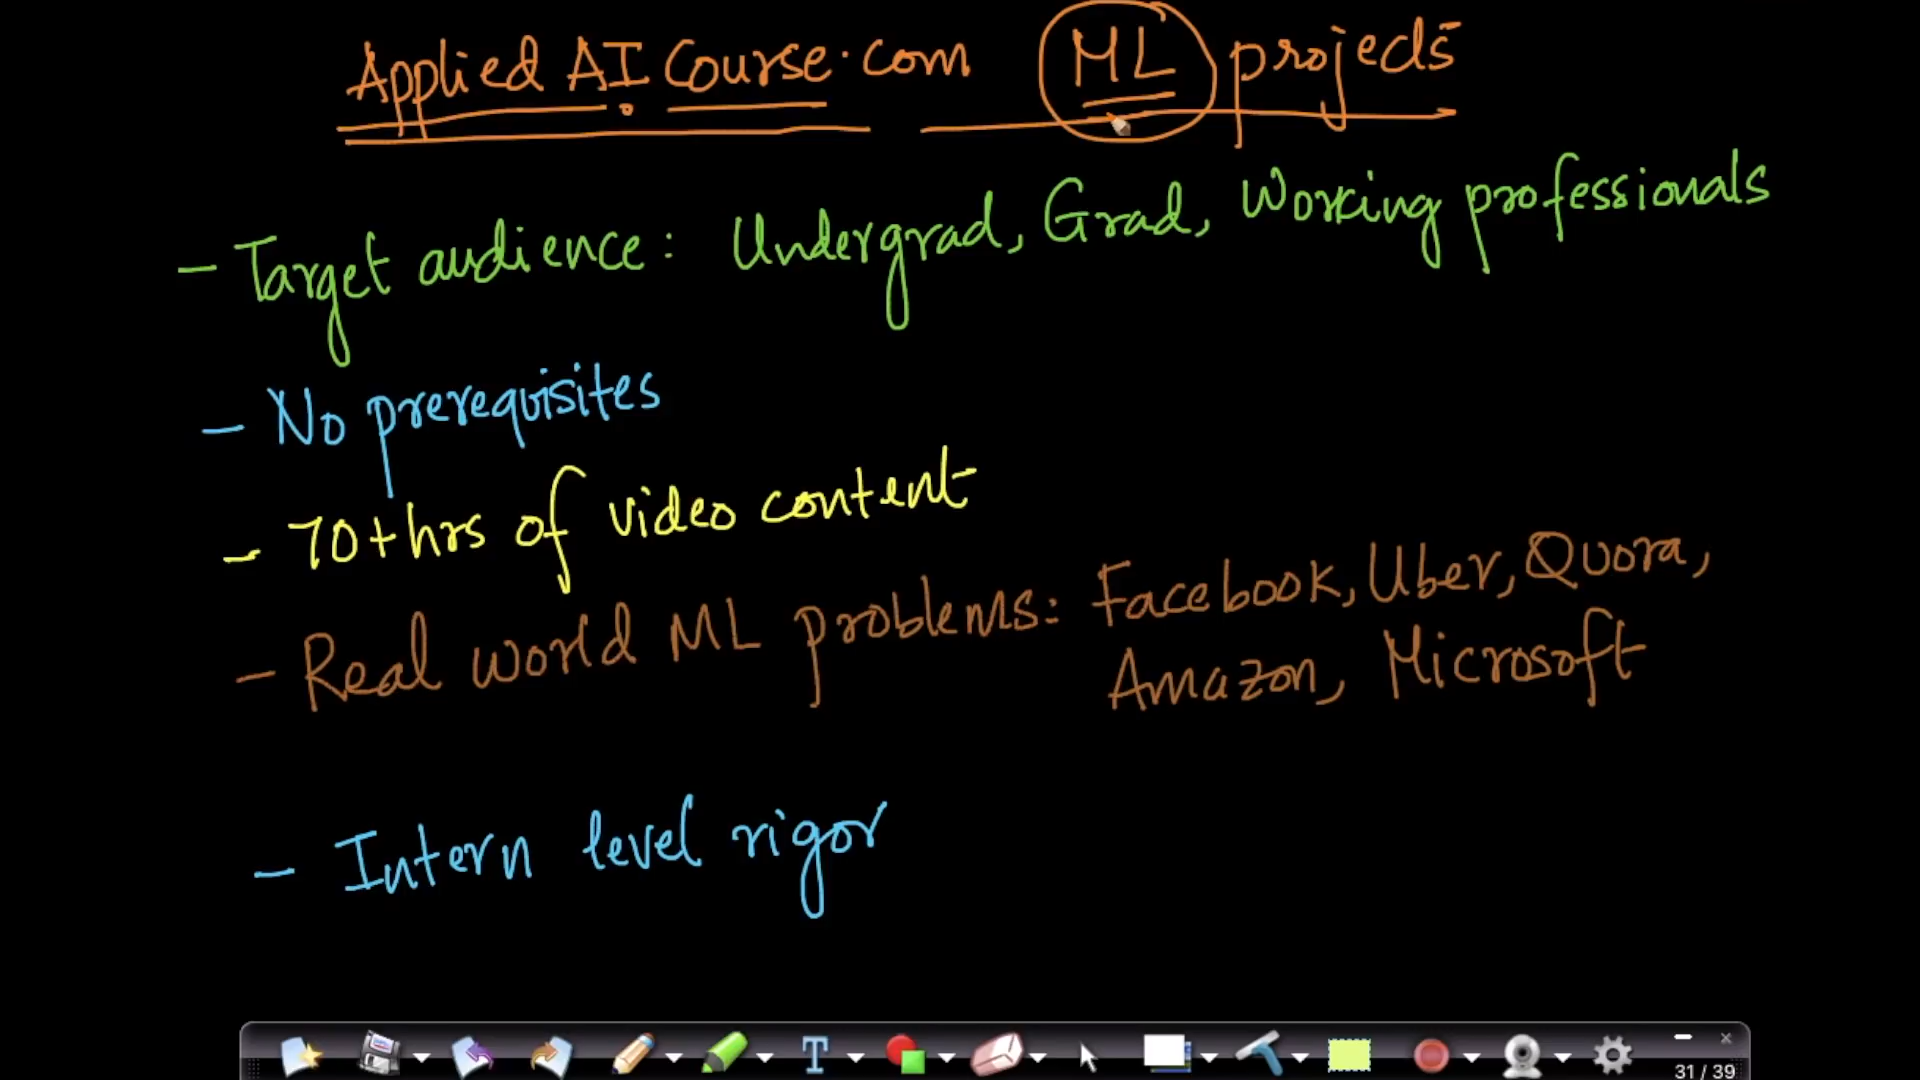 Applied AI Course.com ML projects
- Target audience: Undergrad, Grad, Working professionals
- No prerequisites
- 70+hrs of video content
- Real world ML problems: Facebook, Uber, Quora,
Amazon, Microsoft
- Intern level rigor
T
31 / 39